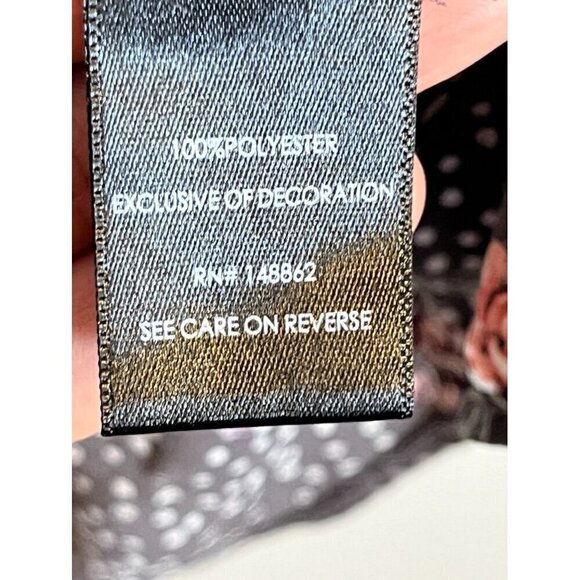 100%POLYESTER
EXCLUSIVE OF DECORATION
RN# 148862
SEE CARE ON REVERSE